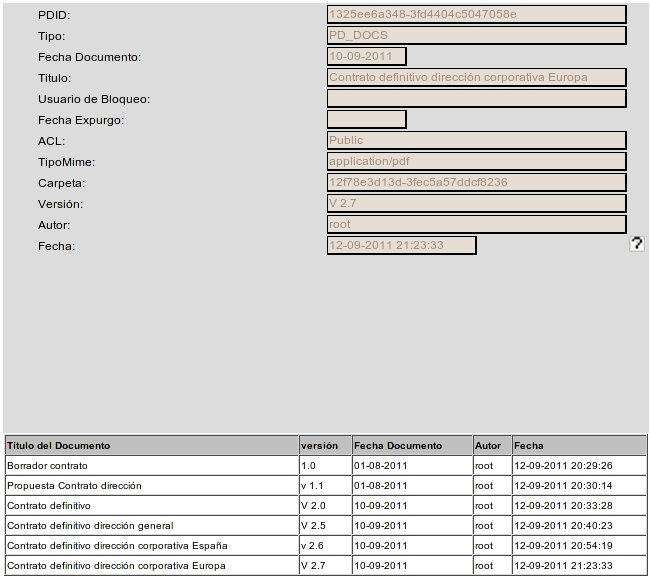 PDID: 1325ee6a348-3fd4404c5047058e
Tipo: PD_DOCS
Fecha Documento: 10-09-2011
Titulo: Contrato definitivo dirección corporativa Europa
Usuario de Bloqueo:
Fecha Expurgo:
ACL: Public
TipoMime: application/pdf
Carpeta: 12f78e3d13d-3fec5a57ddcf8236
Versión: V 2.7
Autor: root
Fecha: 12-09-2011 21:23:33 ?
Título del Documento versión Fecha Documento Autor Fecha
Borrador contrato 1.0 01-08-2011 root 12-09-2011 20:29:26
Propuesta Contrato dirección v 1.1 01-08-2011 root 12-09-2011 20:30:14
Contrato definitivo V 2.0 10-09-2011 root 12-09-2011 20:33:28
Contrato definitivo dirección general V 2.5 10-09-2011 root 12-09-2011 20:40:23
Contrato definitivo dirección corporativa España v 2.6 10-09-2011 root 12-09-2011 20:54:19
Contrato definitivo dirección corporativa Europa V 2.7 10-09-2011 root 12-09-2011 21:23:33